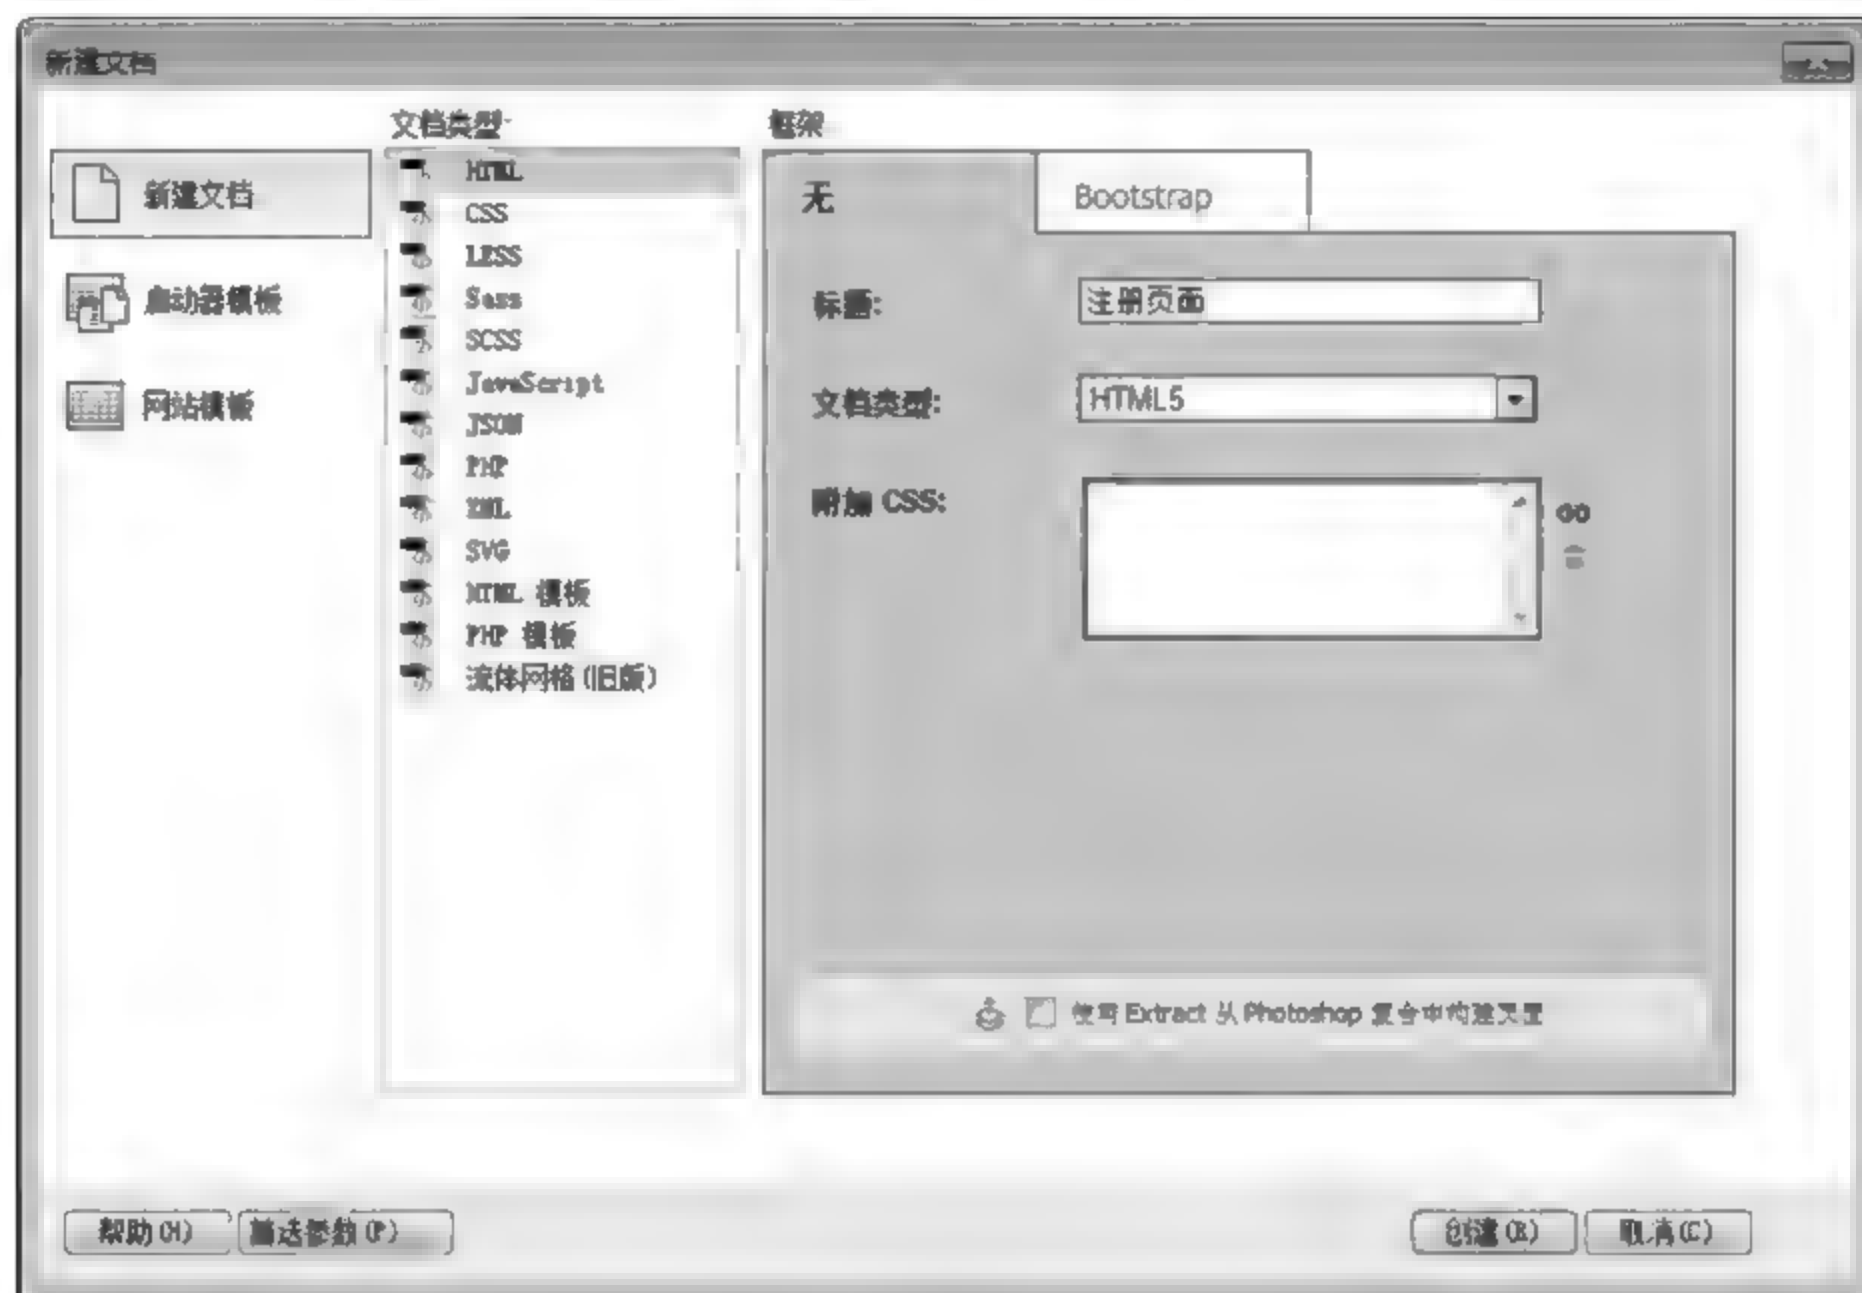 新建文档
文档类型:
框架
新建文档
启动器模板
网站模板
HTML
CSS
LESS
Sass
SCSS
JavaScript
JSON
PHP
XML
SVG
HTML 模板
PHP 模板
流体网格(旧版)
无
Bootstrap
标题:
注册页面
文档类型:
HTML5
附加 CSS:
使用 Extract 从 Photoshop 复合中构建页面
帮助(H)
首选参数(P)
创建(R)
取消(C)